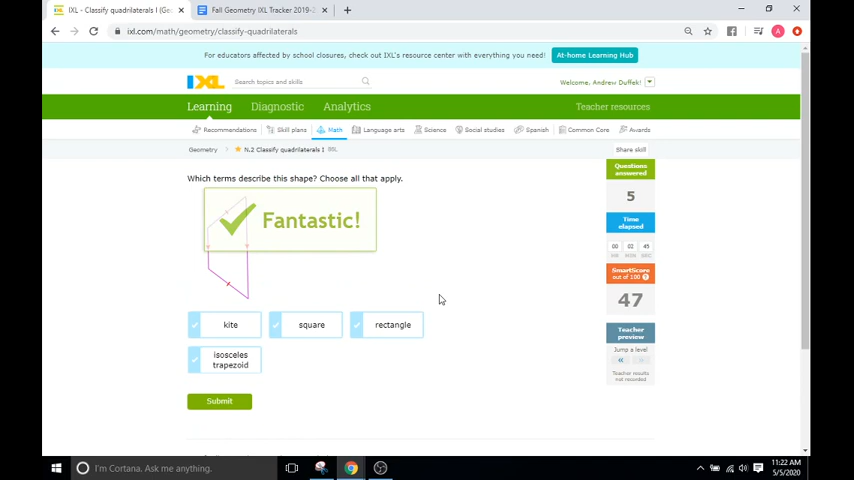 IXL - Classify quadrilaterals I (Geo
Fall Geometry IXL Tracker 2019-2
ixl.com/math/geometry/classify-quadrilaterals
For educators affected by school closures, check out IXL's resource center with everything you need!
At-home Learning Hub
IXL
Search topics and skills
Welcome, Andrew Duffek!
Learning
Diagnostic
Analytics
Teacher resources
Recommendations
Skill plans
Math
Language arts
Science
Social studies
Spanish
Common Core
Awards
Geometry
N.2 Classify quadrilaterals I
Share skill
Which terms describe this shape? Choose all that apply.
Fantastic!
kite
square
rectangle
isosceles
trapezoid
Submit
Questions
answered
5
Time
elapsed
00 02 45
HR MIN SEC
SmartScore
out of 100
47
Teacher
preview
Jump a level
Teacher results
not recorded
I'm Cortana. Ask me anything.
11:22 AM
5/5/2020